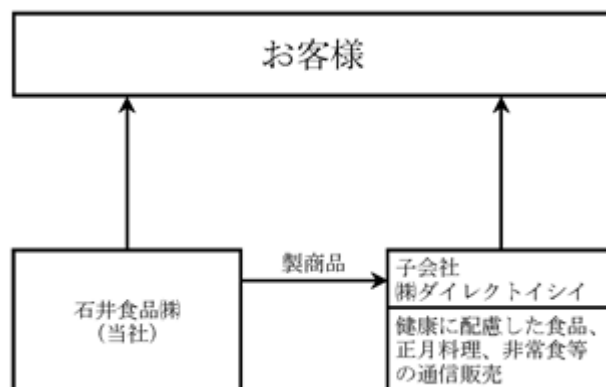 お客様
石井食品㈱
(当社)
製商品
子会社
㈱ダイレクトイシイ
健康に配慮した食品、
正月料理、非常食等
の通信販売